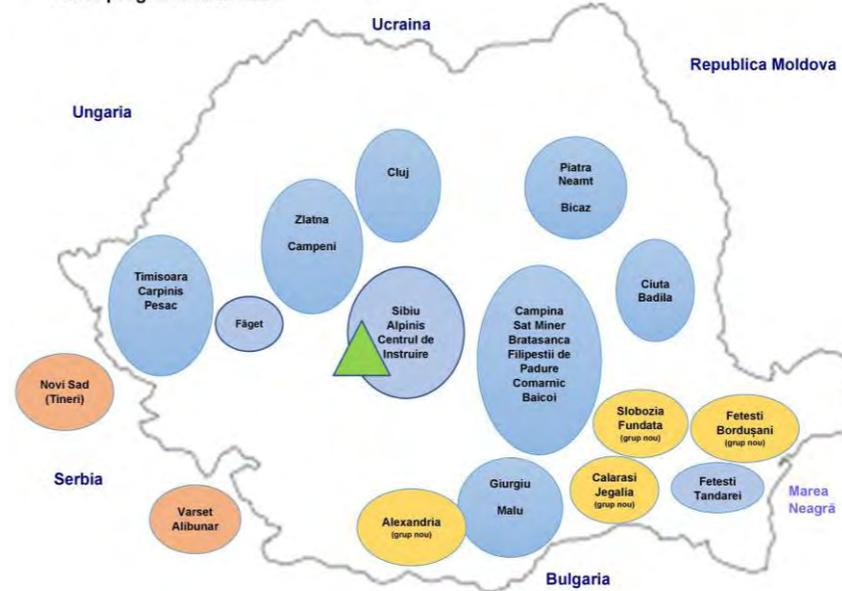 Ucraina
Republica Moldova
Ungaria
Cluj
Piatra
Neamt
Bicaz
Zlatna
Campeni
Timisoara
Carpinis
Pesac
Făget
Sibiu
Alpinis
Centrul de
Instruire
Campina
Sat Miner
Bratasanca
Filipestii de
Padure
Comarnic
Baicoi
Ciuta
Badila
Novi Sad
(Tineri)
Slobozia
Fundata
(grup nou)
Fetesti
Bordușani
(grup nou)
Serbia
Varset
Alibunar
Alexandria
(grup nou)
Giurgiu
Malu
Calarasi
Jegalia
(grup nou)
Fetesti
Tandarei
Marea
Neagră
Bulgaria